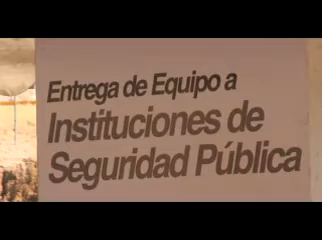 Entrega de Equipo a
Instituciones de
Seguridad Pública